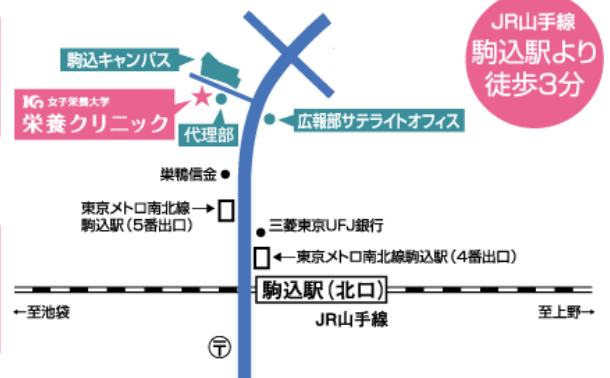 JR山手線
駒込駅より
徒歩3分
駒込キャンパス
女子栄養大学
栄養クリニック
代理部
広報部サテライトオフィス
巣鴨信金
東京メトロ南北線→
駒込駅（5番出口）
三菱東京UFJ銀行
←東京メトロ南北線駒込駅（4番出口）
駒込駅（北口）
←至池袋
JR山手線
至上野→
〒